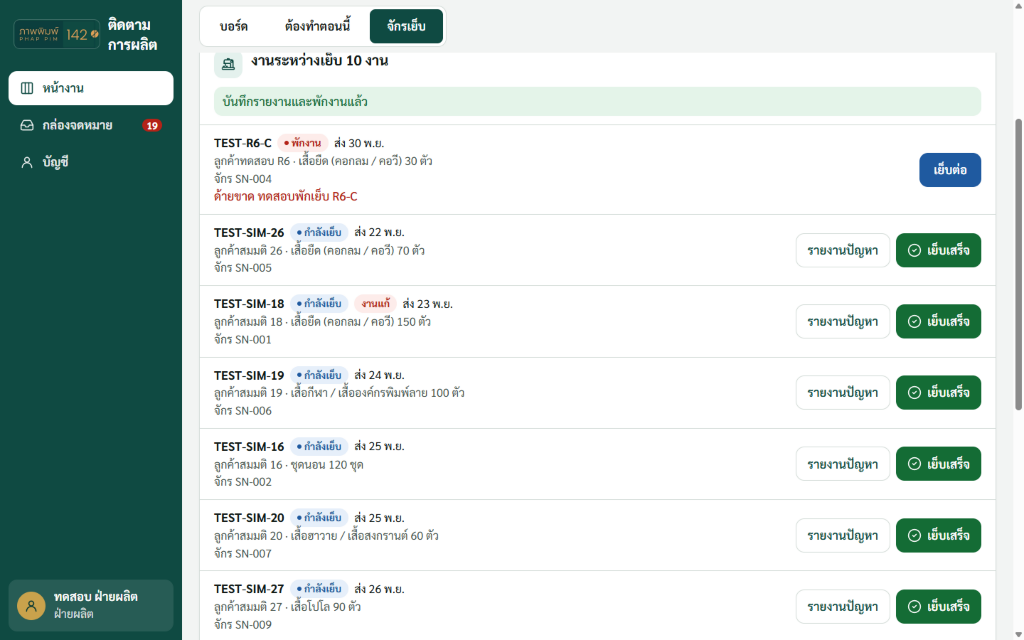 ภาพพิมพ์
PHAP PIM
142
ติดตาม
การผลิต
หน้างาน
กล่องจดหมาย 19
บัญชี
ทดสอบ ฝ่ายผลิต
ฝ่ายผลิต
บอร์ด ต้องทำตอนนี้ จักรเย็บ
งานระหว่างเย็บ 10 งาน
บันทึกรายงานและพักงานแล้ว
TEST-R6-C • พักงาน ส่ง 30 พ.ย.
ลูกค้าทดสอบ R6 · เสื้อยืด (คอกลม / คอวี) 30 ตัว
จักร SN-004
ด้ายขาด ทดสอบพักเย็บ R6-C
เย็บต่อ
TEST-SIM-26 • กำลังเย็บ ส่ง 22 พ.ย.
ลูกค้าสมมติ 26 · เสื้อยืด (คอกลม / คอวี) 70 ตัว
จักร SN-005
รายงานปัญหา เย็บเสร็จ
TEST-SIM-18 • กำลังเย็บ งานแก้ ส่ง 23 พ.ย.
ลูกค้าสมมติ 18 · เสื้อยืด (คอกลม / คอวี) 150 ตัว
จักร SN-001
รายงานปัญหา เย็บเสร็จ
TEST-SIM-19 • กำลังเย็บ ส่ง 24 พ.ย.
ลูกค้าสมมติ 19 · เสื้อกีฬา / เสื้อองค์กรพิมพ์ลาย 100 ตัว
จักร SN-006
รายงานปัญหา เย็บเสร็จ
TEST-SIM-16 • กำลังเย็บ ส่ง 25 พ.ย.
ลูกค้าสมมติ 16 · ชุดนอน 120 ชุด
จักร SN-002
รายงานปัญหา เย็บเสร็จ
TEST-SIM-20 • กำลังเย็บ ส่ง 25 พ.ย.
ลูกค้าสมมติ 20 · เสื้อฮาวาย / เสื้อสงกรานต์ 60 ตัว
จักร SN-007
รายงานปัญหา เย็บเสร็จ
TEST-SIM-27 • กำลังเย็บ ส่ง 26 พ.ย.
ลูกค้าสมมติ 27 · เสื้อโปโล 90 ตัว
จักร SN-009
รายงานปัญหา เย็บเสร็จ